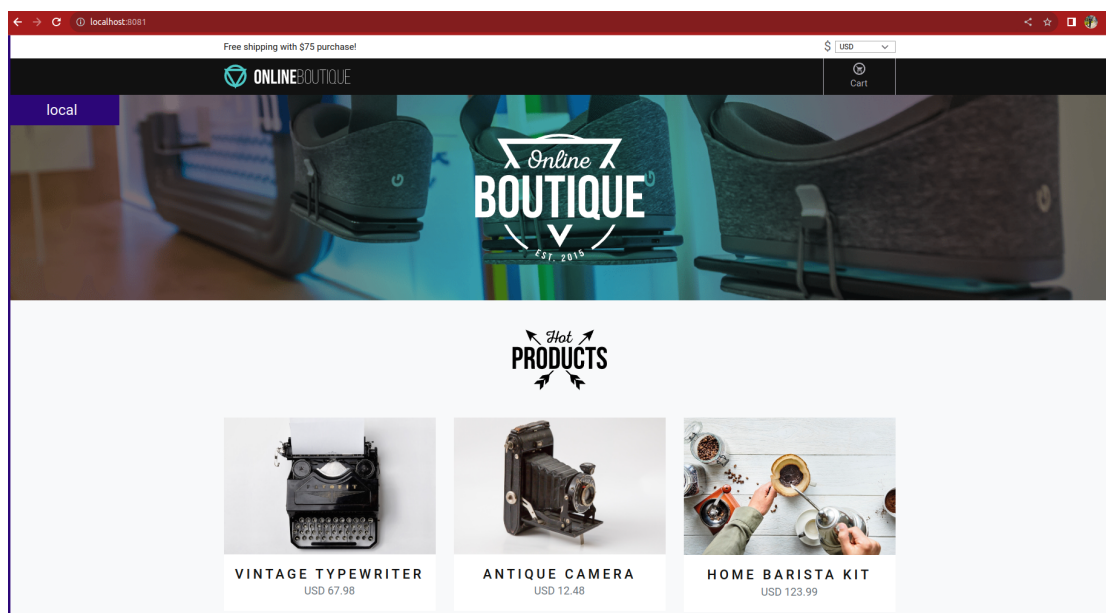 localhost:8081
Free shipping with $75 purchase!
$ USD
ONLINEBOUTIQUE
Cart
local
Online
BOUTIQUE
EST. 2015
Hot
PRODUCTS
VINTAGE TYPEWRITER
USD 67.98
ANTIQUE CAMERA
USD 12.48
HOME BARISTA KIT
USD 123.99